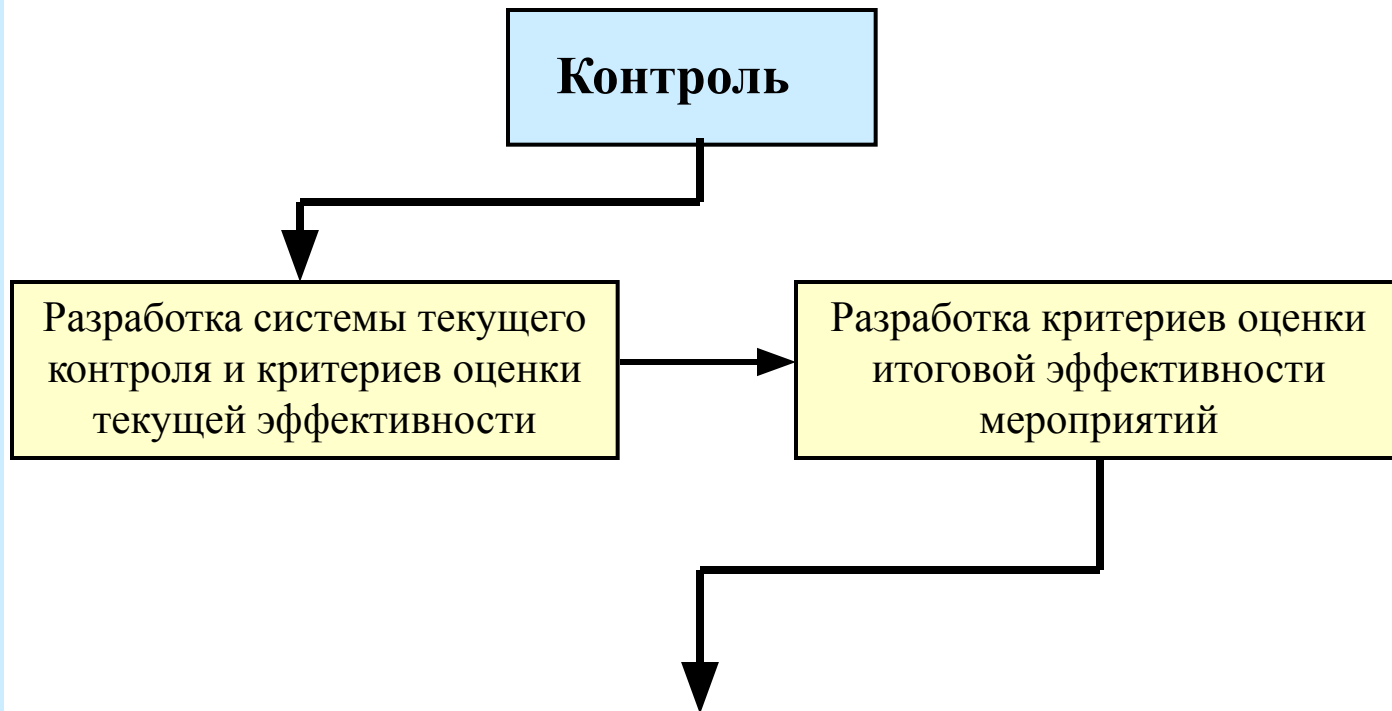 Контроль
Разработка системы текущего
контроля и критериев оценки
текущей эффективности
Разработка критериев оценки
итоговой эффективности
мероприятий